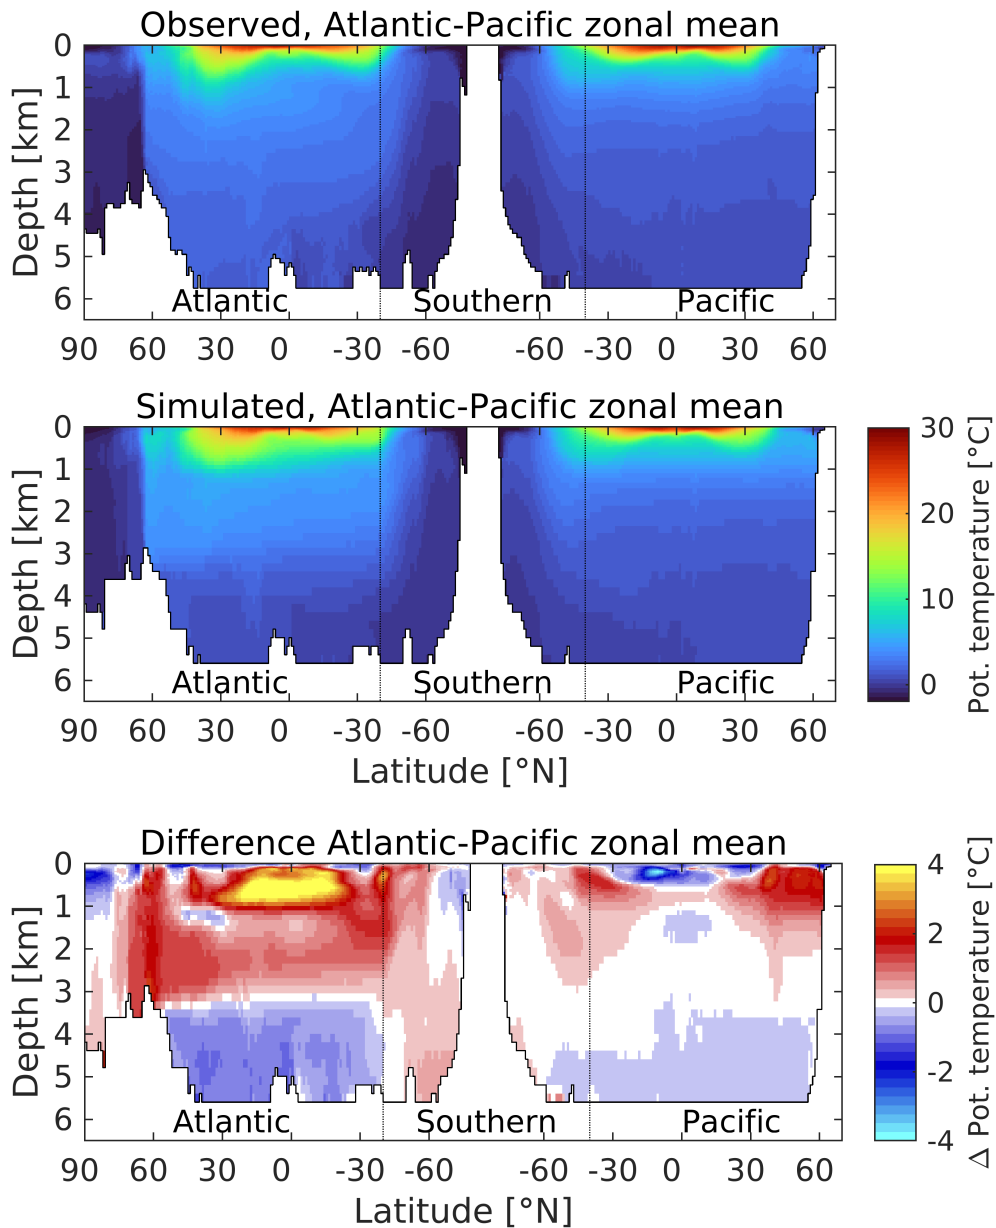 Observed, Atlantic-Pacific zonal mean
Depth [km]
0
1
2
3
4
5
6
Atlantic Southern Pacific
90 60 30 0 -30 -60 -60 -30 0 30 60
Simulated, Atlantic-Pacific zonal mean
Depth [km]
0
1
2
3
4
5
6
Atlantic Southern Pacific
90 60 30 0 -30 -60 -60 -30 0 30 60
Latitude [°N]
30
20
10
0
Pot. temperature [°C]
Difference Atlantic-Pacific zonal mean
Depth [km]
0
1
2
3
4
5
6
Atlantic Southern Pacific
90 60 30 0 -30 -60 -60 -30 0 30 60
Latitude [°N]
4
2
0
-2
-4
Δ Pot. temperature [°C]